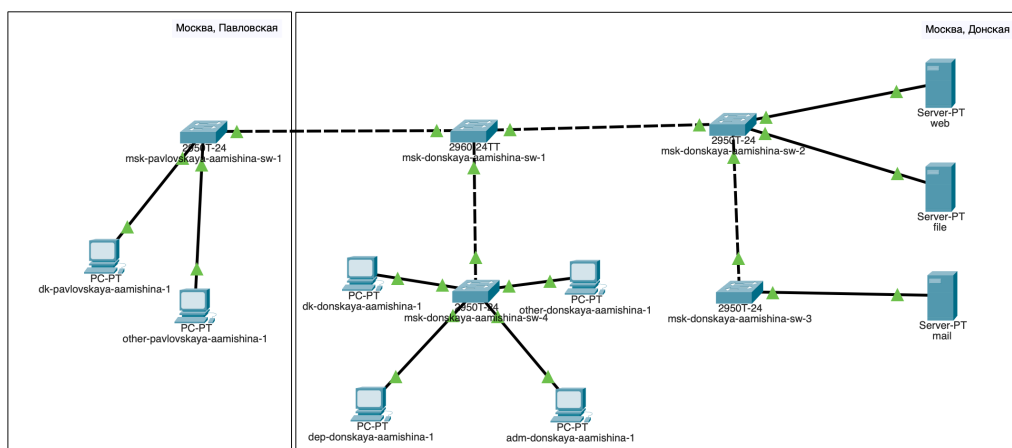 Москва, Павловская
Москва, Донская
2950T-24
msk-pavlovskaya-aamishina-sw-1
2960-24TT
msk-donskaya-aamishina-sw-1
2950T-24
msk-donskaya-aamishina-sw-2
Server-PT
web
Server-PT
file
PC-PT
dk-pavlovskaya-aamishina-1
PC-PT
other-pavlovskaya-aamishina-1
PC-PT
dk-donskaya-aamishina-1
2950T-24
msk-donskaya-aamishina-sw-4
PC-PT
other-donskaya-aamishina-1
2950T-24
msk-donskaya-aamishina-sw-3
Server-PT
mail
PC-PT
dep-donskaya-aamishina-1
PC-PT
adm-donskaya-aamishina-1